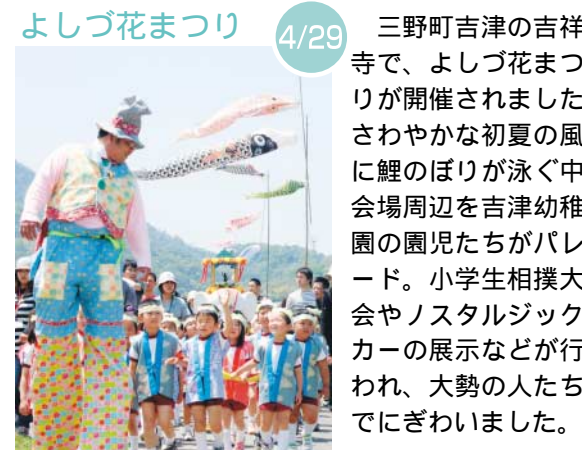 よしづ花まつり
4/29
三野町吉津の吉祥
寺で、よしづ花まつ
りが開催されました
さわやかな初夏の風
に鯉のぼりが泳ぐ中
会場周辺を吉津幼稚
園の園児たちがパレ
ード。小学生相撲大
会やノスタルジック
カーの展示などが行
われ、大勢の人たち
でにぎわいました。